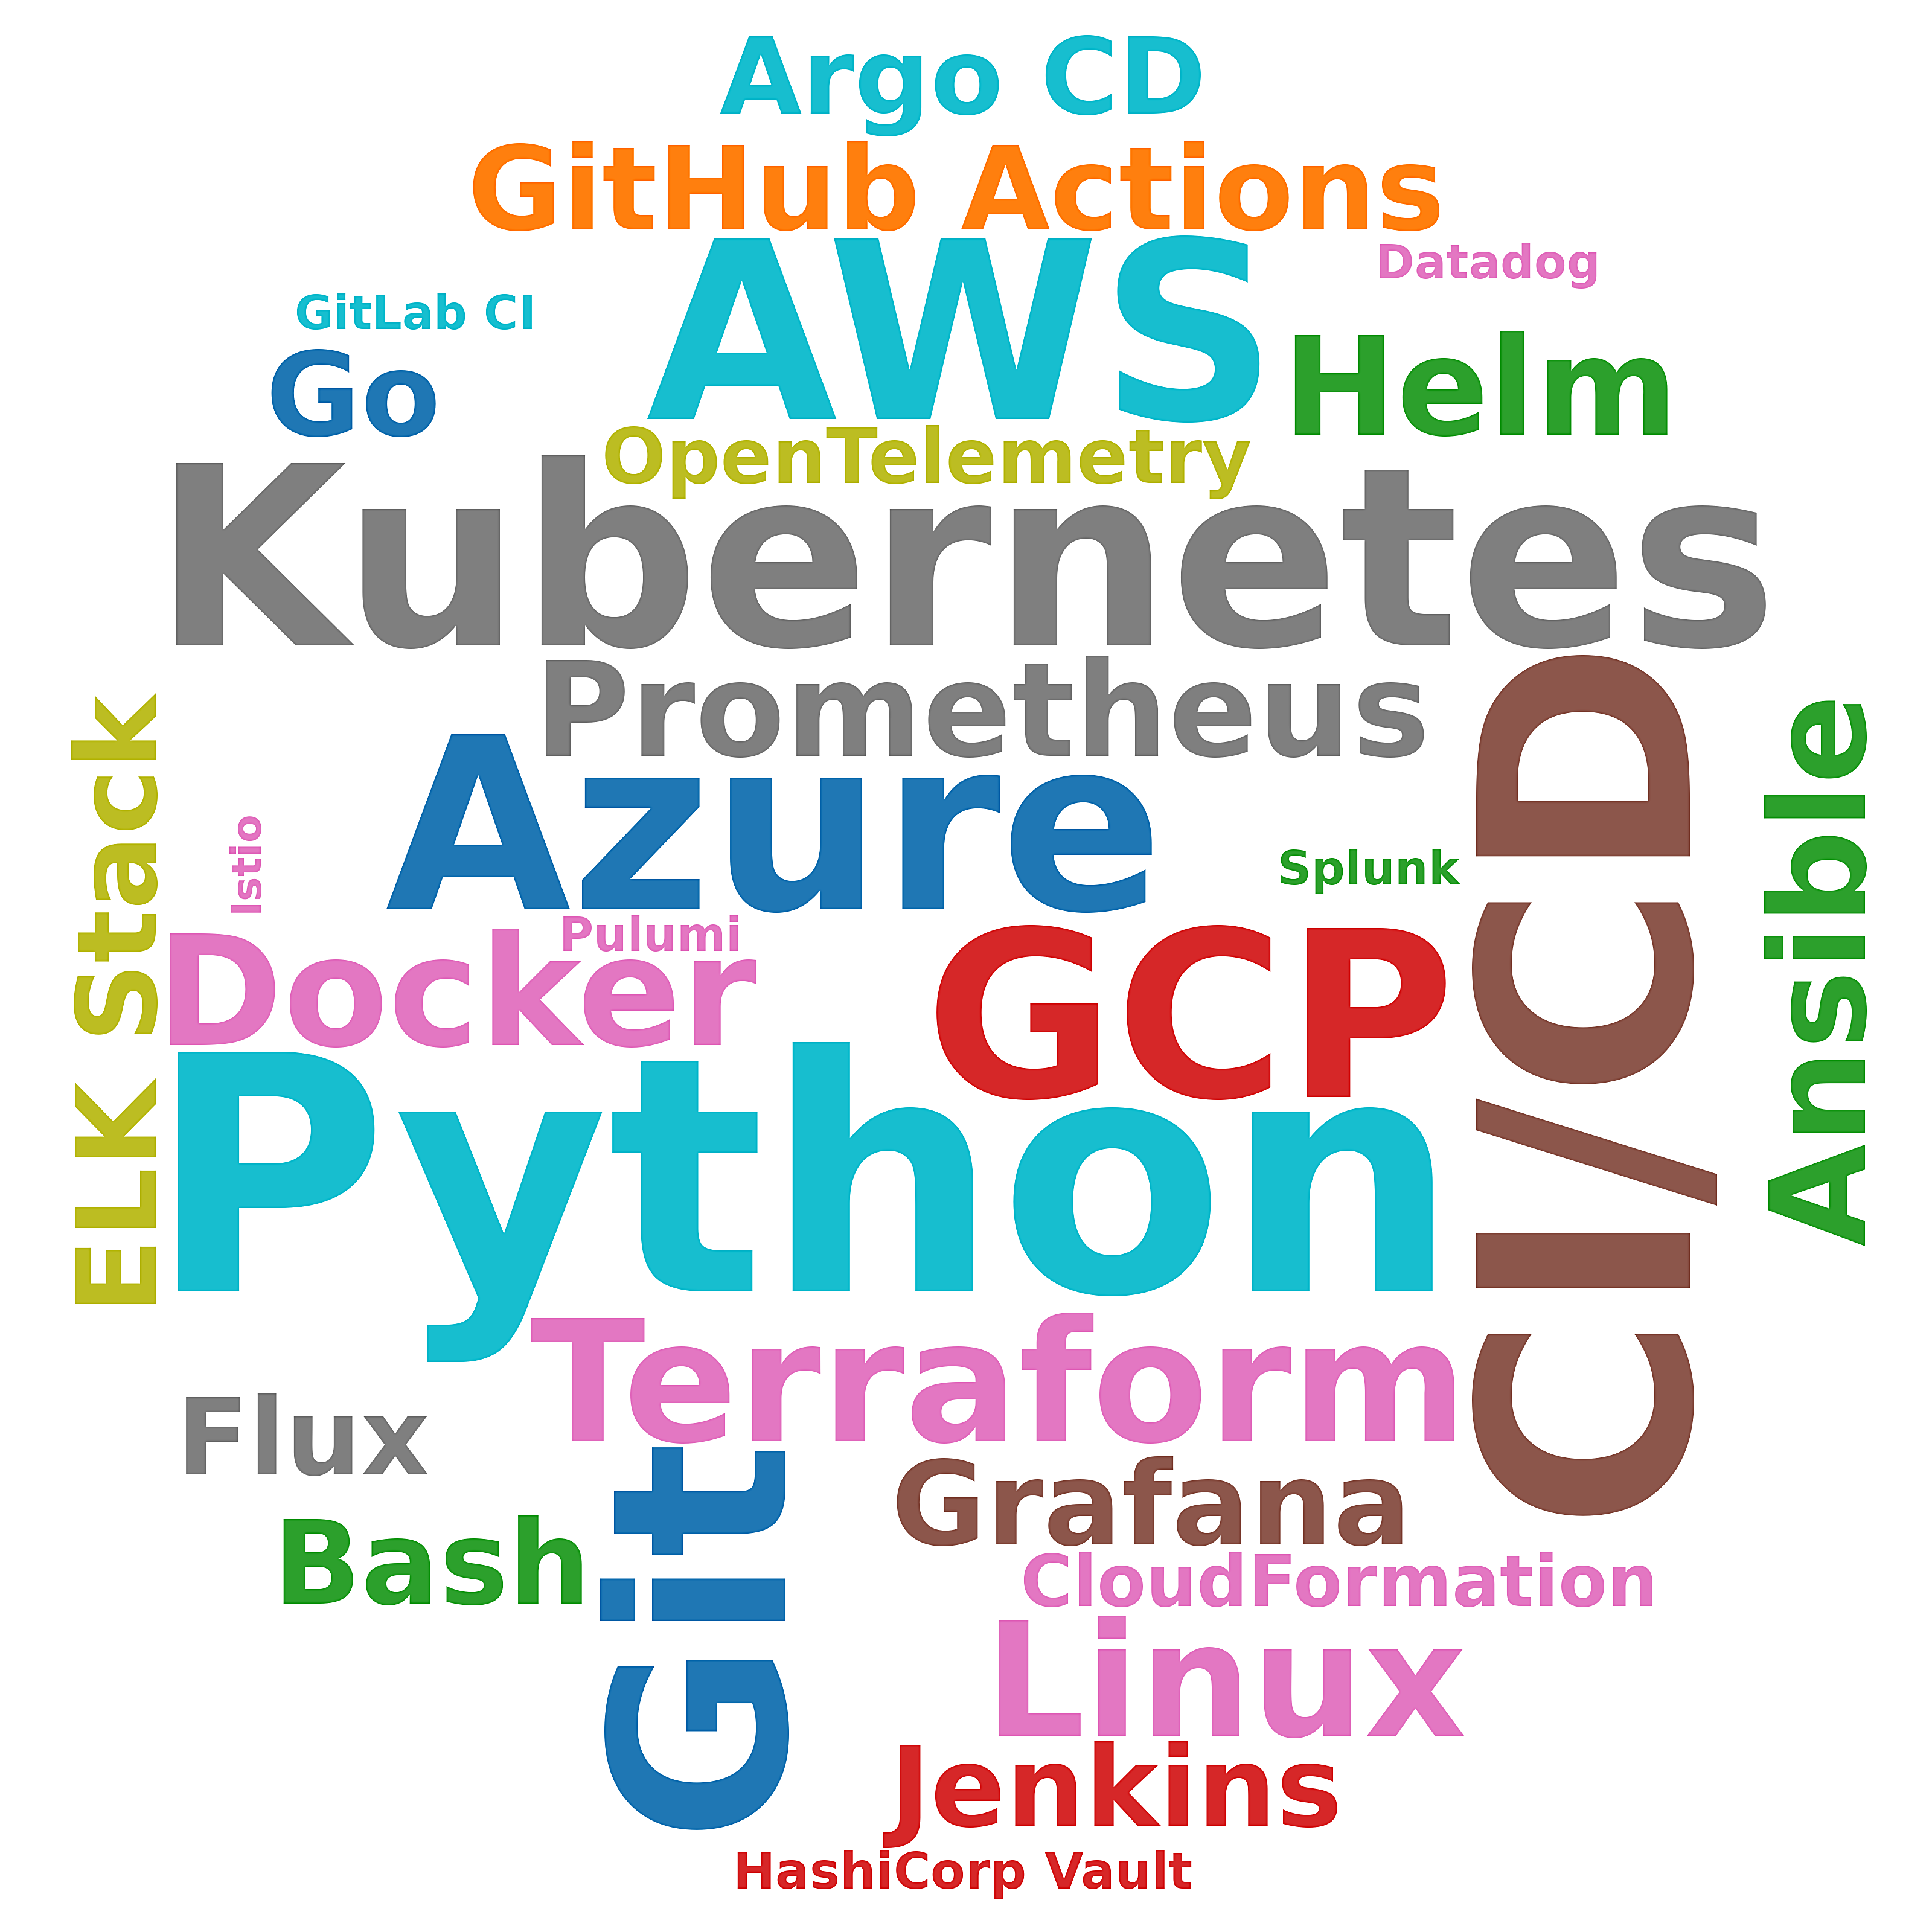 Argo CD
GitHub Actions
AWS
Datadog
GitLab CI
Go
Helm
OpenTelemetry
Kubernetes
Prometheus
CI/CD
Ansible
ELK Stack
Azure
Istio
Splunk
Pulumi
Docker
GCP
Python
Terraform
Flux
Git
Grafana
Bash
CloudFormation
Linux
Jenkins
HashiCorp Vault